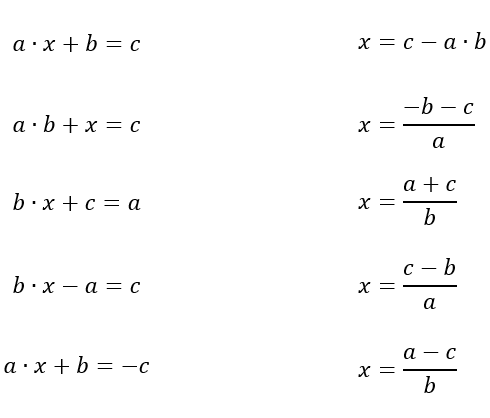 a · x + b = c
x = c − a · b
a · b + x = c
x = (−b − c)/a
b · x + c = a
x = (a + c)/b
b · x − a = c
x = (c − b)/a
a · x + b = −c
x = (a − c)/b